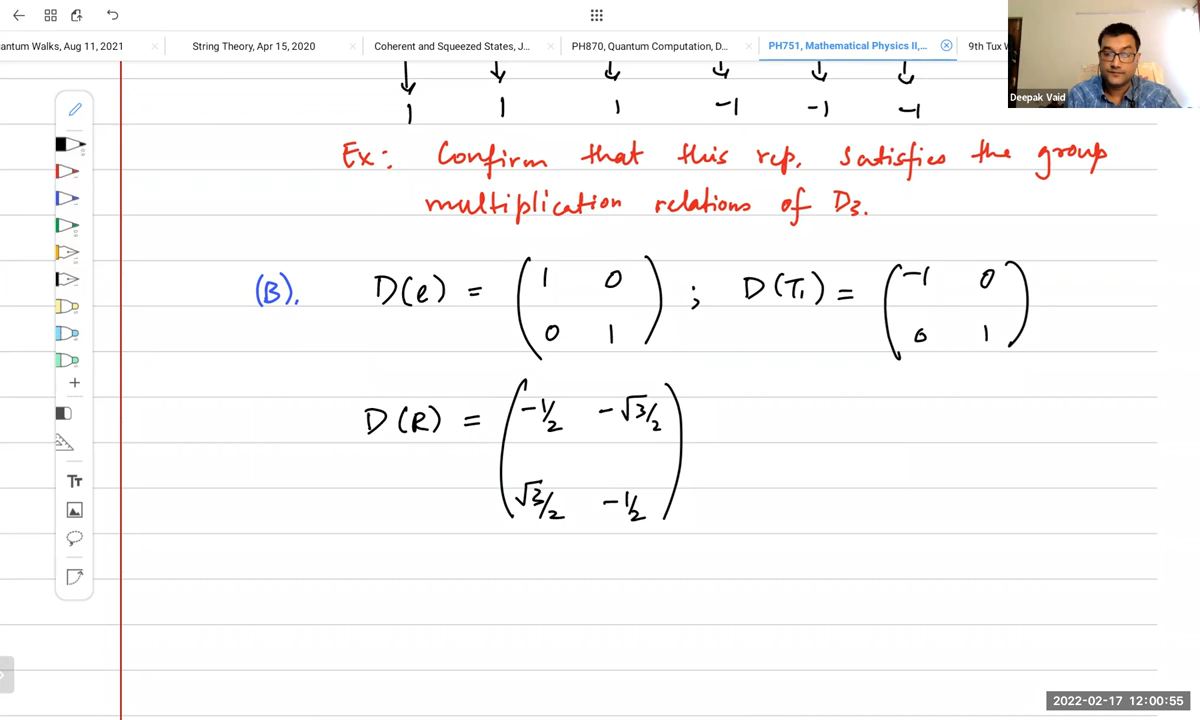 antum Walks, Aug 11, 2021 × String Theory, Apr 15, 2020 × Coherent and Squeezed States, J... × PH870, Quantum Computation, D... × PH751, Mathematical Physics II,... 9th Tux W
Deepak Vaid
1 1 1 -1 -1 -1
Ex: Confirm that this rep. satisfies the group
multiplication relations of D3.
(B). D(e) = (1 0 ; 0 1) ; D(T1) = (-1 0 ; 0 1)
D(R) = (-1/2 -√3/2 ; √3/2 -1/2)
TT
2022-02-17 12:00:55